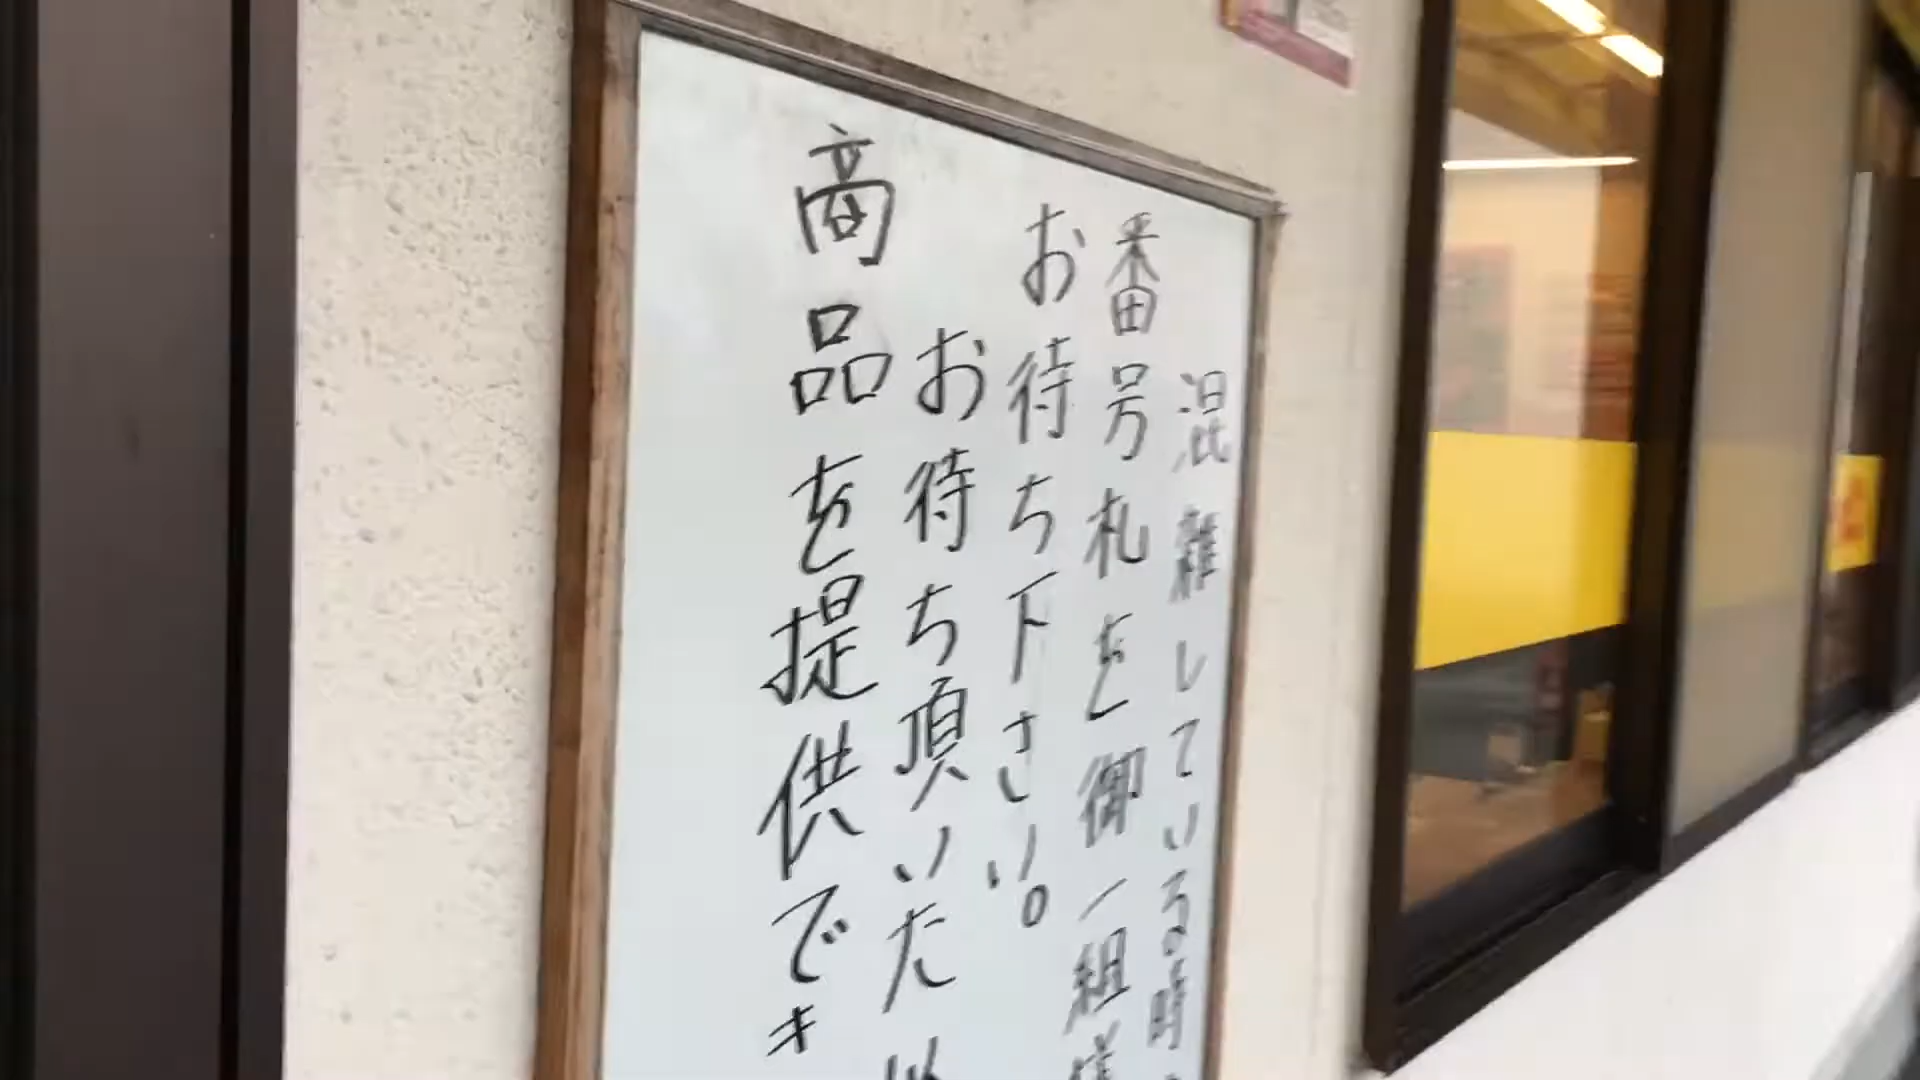 混雑している時
番号札を御一組様
お待ち下さい。
お待ち頂いた
商品を提供でき